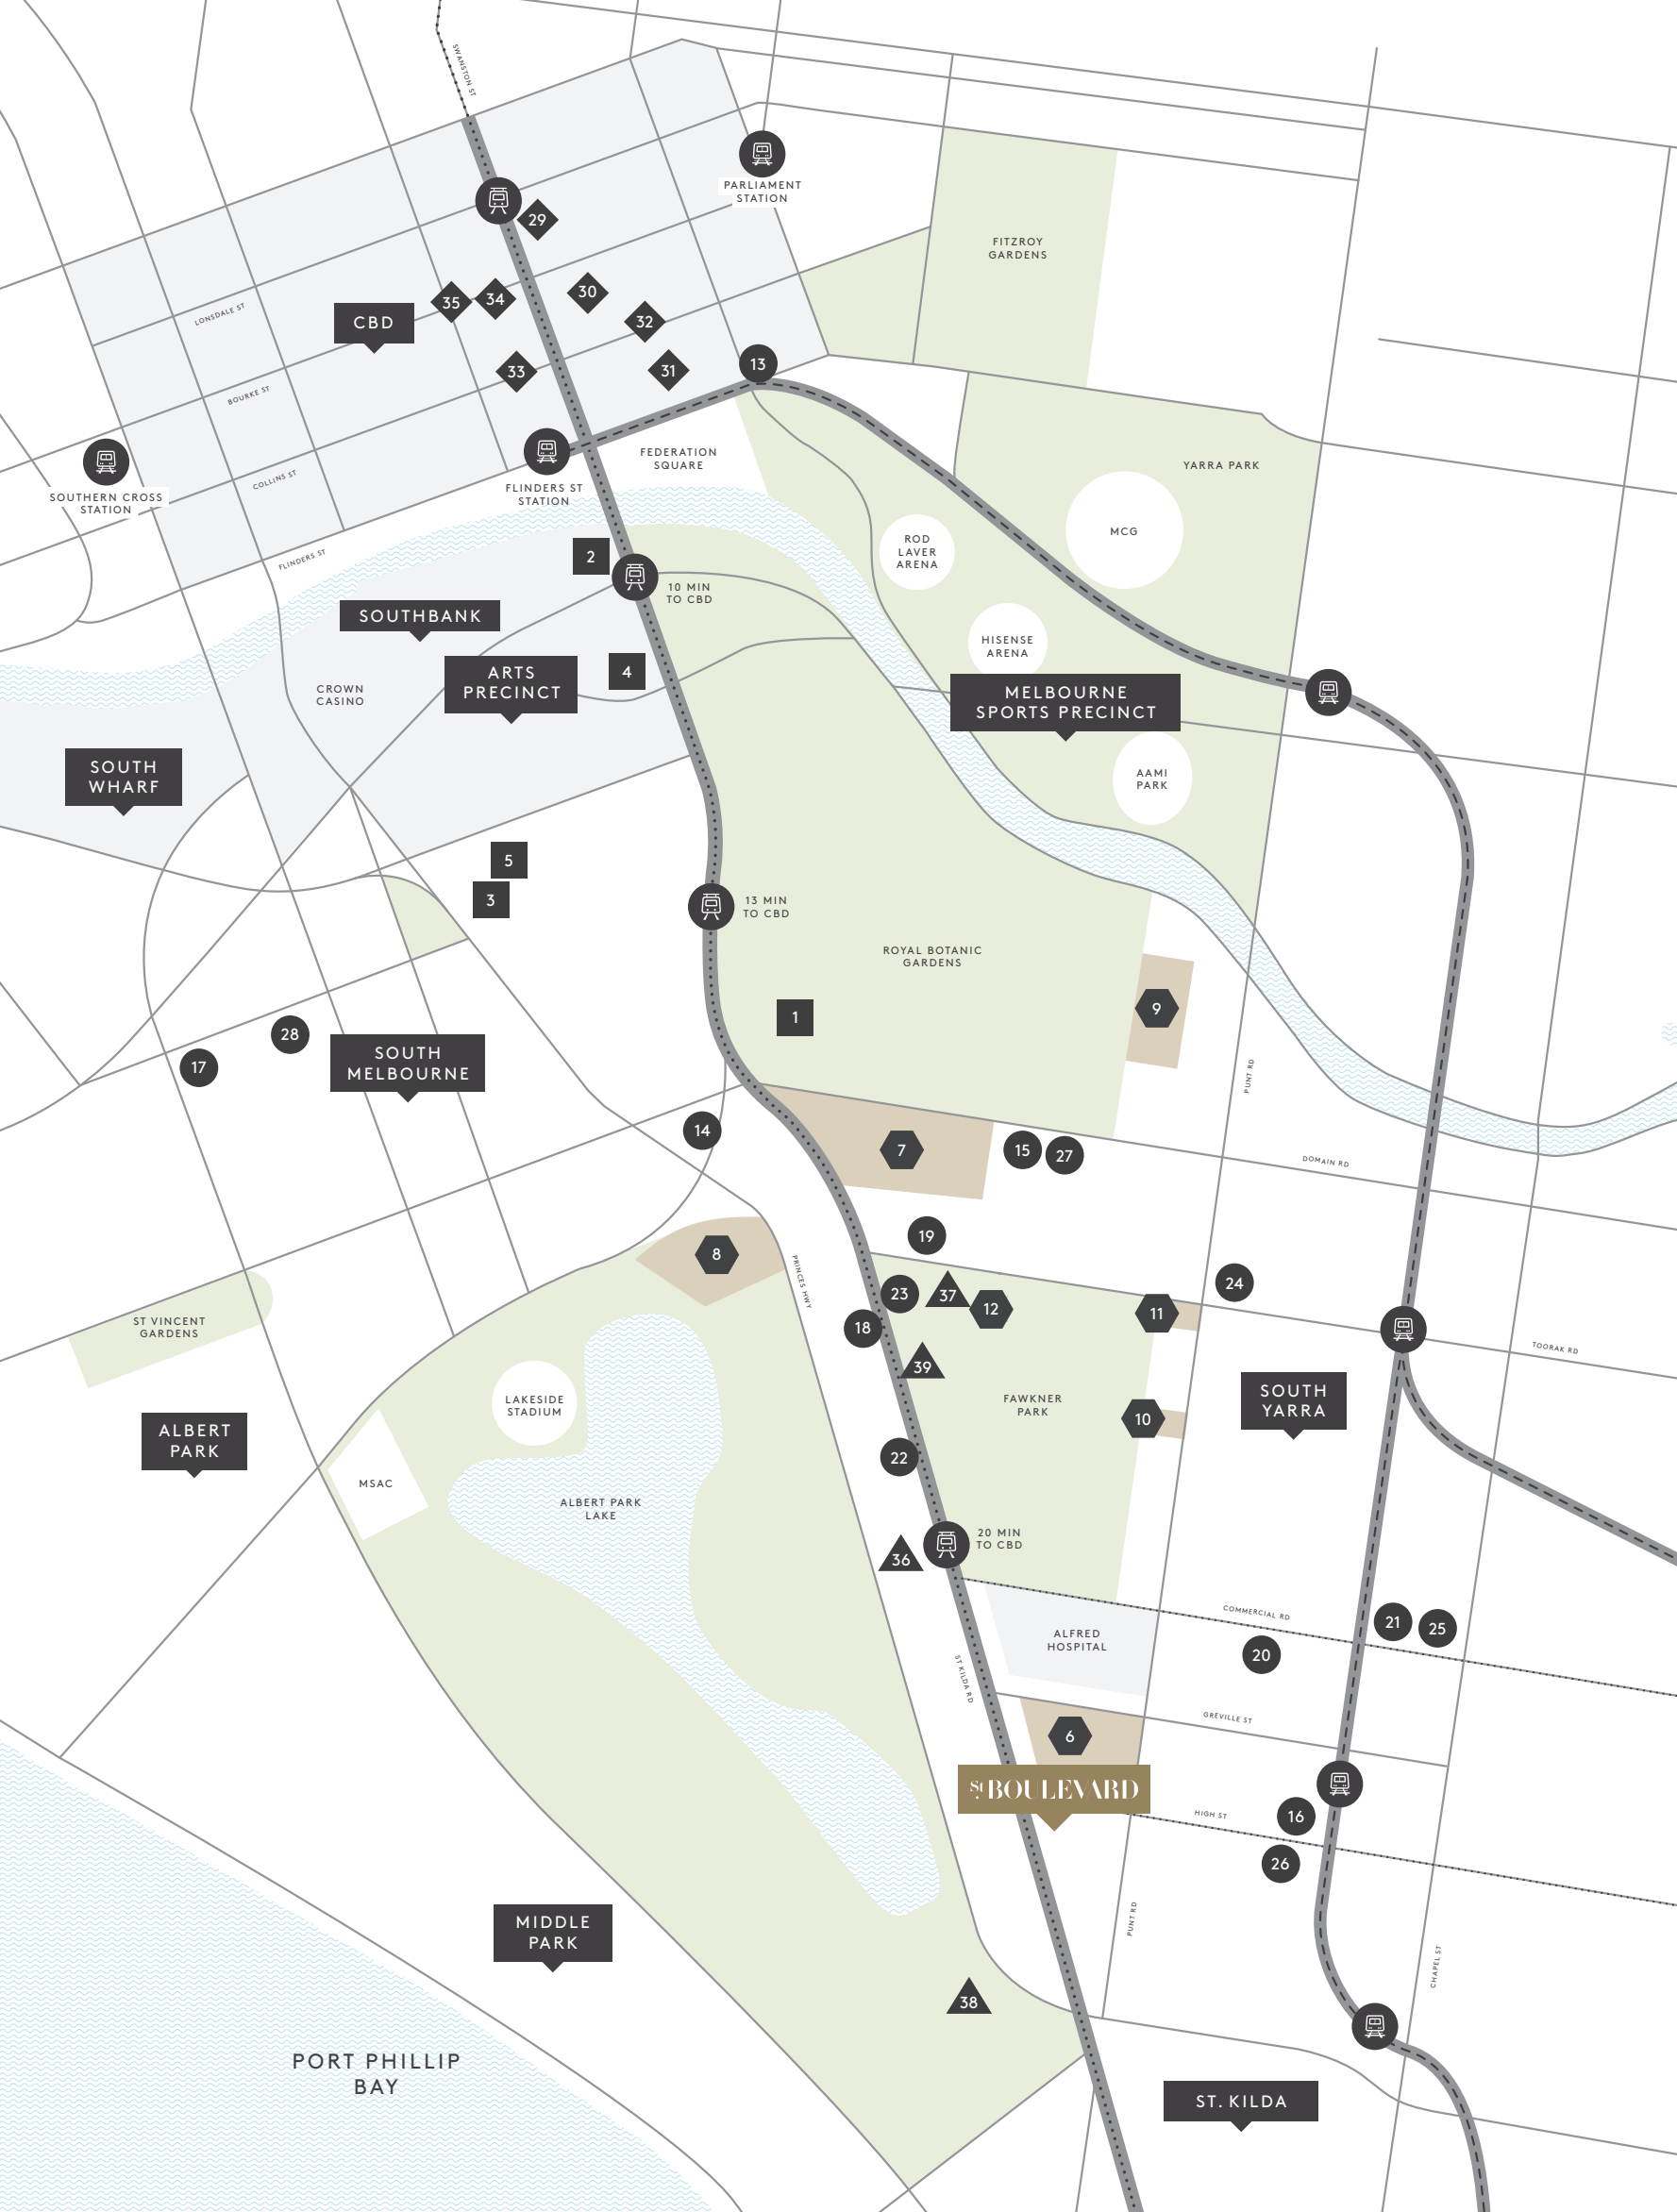 SWANSTON ST
PARLIAMENT
STATION
29
FITZROY
GARDENS
35
34
30
32
LONSDALE ST
CBD
33
31
13
BOURKE ST
COLLINS ST
SOUTHERN CROSS
STATION
FLINDERS ST
STATION
FEDERATION
SQUARE
YARRA PARK
MCG
ROD
LAVER
ARENA
FLINDERS ST
2
10 MIN
TO CBD
SOUTHBANK
HISENSE
ARENA
4
ARTS
PRECINCT
CROWN
CASINO
MELBOURNE
SPORTS PRECINCT
SOUTH
WHARF
AAMI
PARK
5
3
13 MIN
TO CBD
ROYAL BOTANIC
GARDENS
1
9
28
17
SOUTH
MELBOURNE
PUNT RD
14
7
15
27
DOMAIN RD
19
8
PRINCES HWY
23
37
12
11
24
18
ST VINCENT
GARDENS
39
TOORAK RD
LAKESIDE
STADIUM
FAWKNER
PARK
10
SOUTH
YARRA
ALBERT
PARK
22
MSAC
ALBERT PARK
LAKE
36
20 MIN
TO CBD
COMMERCIAL RD
21
25
ALFRED
HOSPITAL
20
ST KILDA RD
GREVILLE ST
6
St. BOULEVARD
HIGH ST
16
26
PUNT RD
MIDDLE
PARK
CHAPEL ST
38
PORT PHILLIP
BAY
ST. KILDA